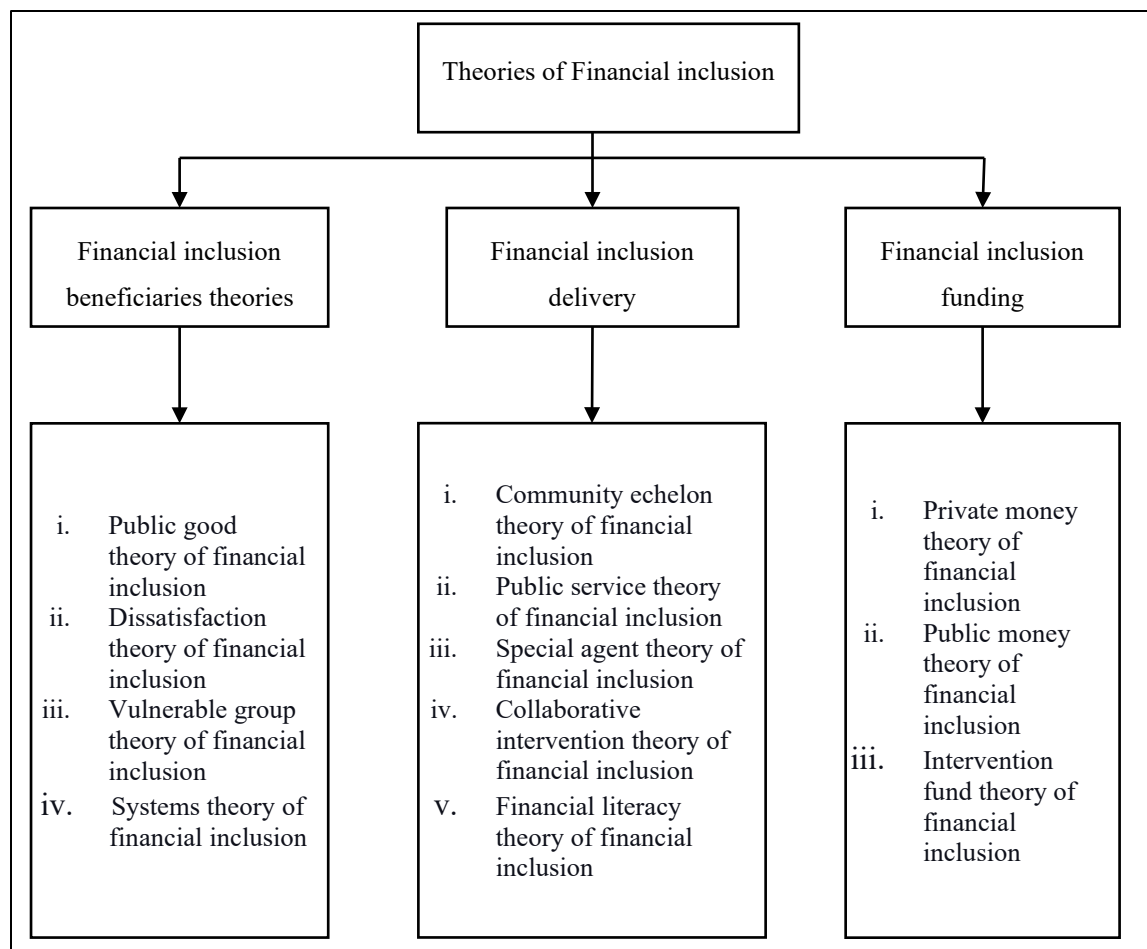 Theories of Financial inclusion
Financial inclusion
beneficiaries theories
Financial inclusion
delivery
Financial inclusion
funding
i. Public good
theory of financial
inclusion
ii. Dissatisfaction
theory of financial
inclusion
iii. Vulnerable group
theory of financial
inclusion
iv. Systems theory of
financial inclusion
i. Community echelon
theory of financial
inclusion
ii. Public service theory
of financial inclusion
iii. Special agent theory of
financial inclusion
iv. Collaborative
intervention theory of
financial inclusion
v. Financial literacy
theory of financial
inclusion
i. Private money
theory of
financial
inclusion
ii. Public money
theory of
financial
inclusion
iii. Intervention
fund theory of
financial
inclusion